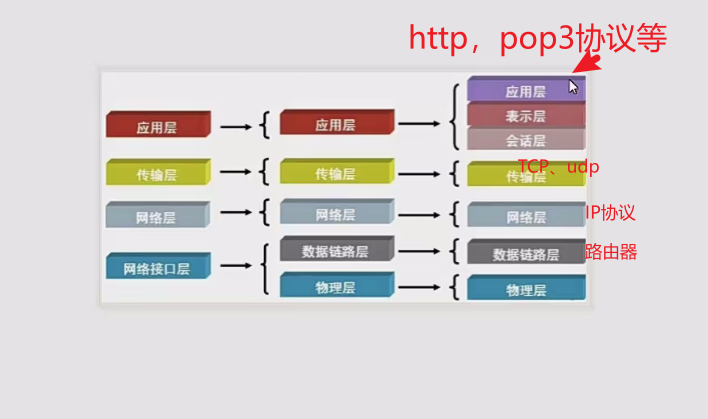 http，pop3协议等
应用层
应用层
应用层
表示层
会话层
传输层
传输层
传输层
TCP、udp
网络层
网络层
网络层
IP协议
网络接口层
数据链路层
物理层
数据链路层
路由器
物理层